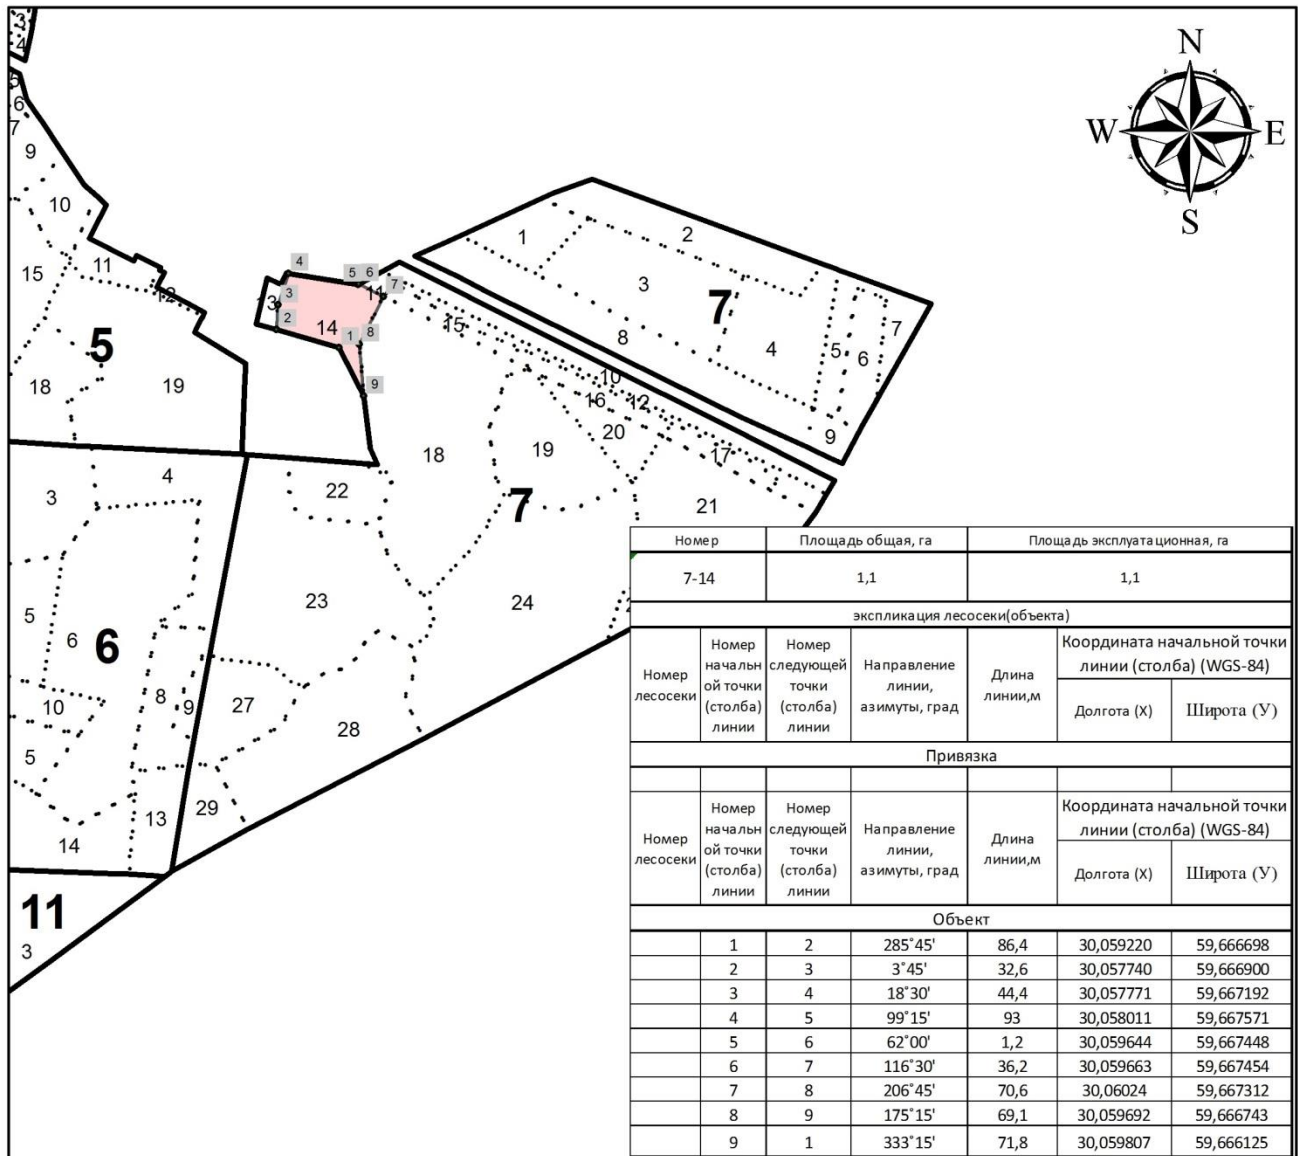 3
4
5
6
7
9
10
15
11
12
5
18
19
N
W
E
S
1
2
3
7
4
5
6
7
8
9
4
5
6
7
3
13
11
2
14
1
8
9
15
10
16
12
20
17
18
19
7
21
22
23
24
27
28
29
3
4
5
6
6
8
9
10
5
13
14
11
3
Номер
Площадь общая, га
Площадь эксплуатационная, га
7-14
1,1
1,1
экспликация лесосеки(объекта)
Номер лесосеки
Номер начальн ой точки (столба) линии
Номер следующей точки (столба) линии
Направление линии, азимуты, град
Длина линии,м
Координата начальной точки линии (столба) (WGS-84)
Долгота (Х)
Широта (У)
Привязка
Номер лесосеки
Номер начальн ой точки (столба) линии
Номер следующей точки (столба) линии
Направление линии, азимуты, град
Длина линии,м
Координата начальной точки линии (столба) (WGS-84)
Долгота (Х)
Широта (У)
Объект
1 2 285°45' 86,4 30,059220 59,666698
2 3 3°45' 32,6 30,057740 59,666900
3 4 18°30' 44,4 30,057771 59,667192
4 5 99°15' 93 30,058011 59,667571
5 6 62°00' 1,2 30,059644 59,667448
6 7 116°30' 36,2 30,059663 59,667454
7 8 206°45' 70,6 30,06024 59,667312
8 9 175°15' 69,1 30,059692 59,666743
9 1 333°15' 71,8 30,059807 59,666125